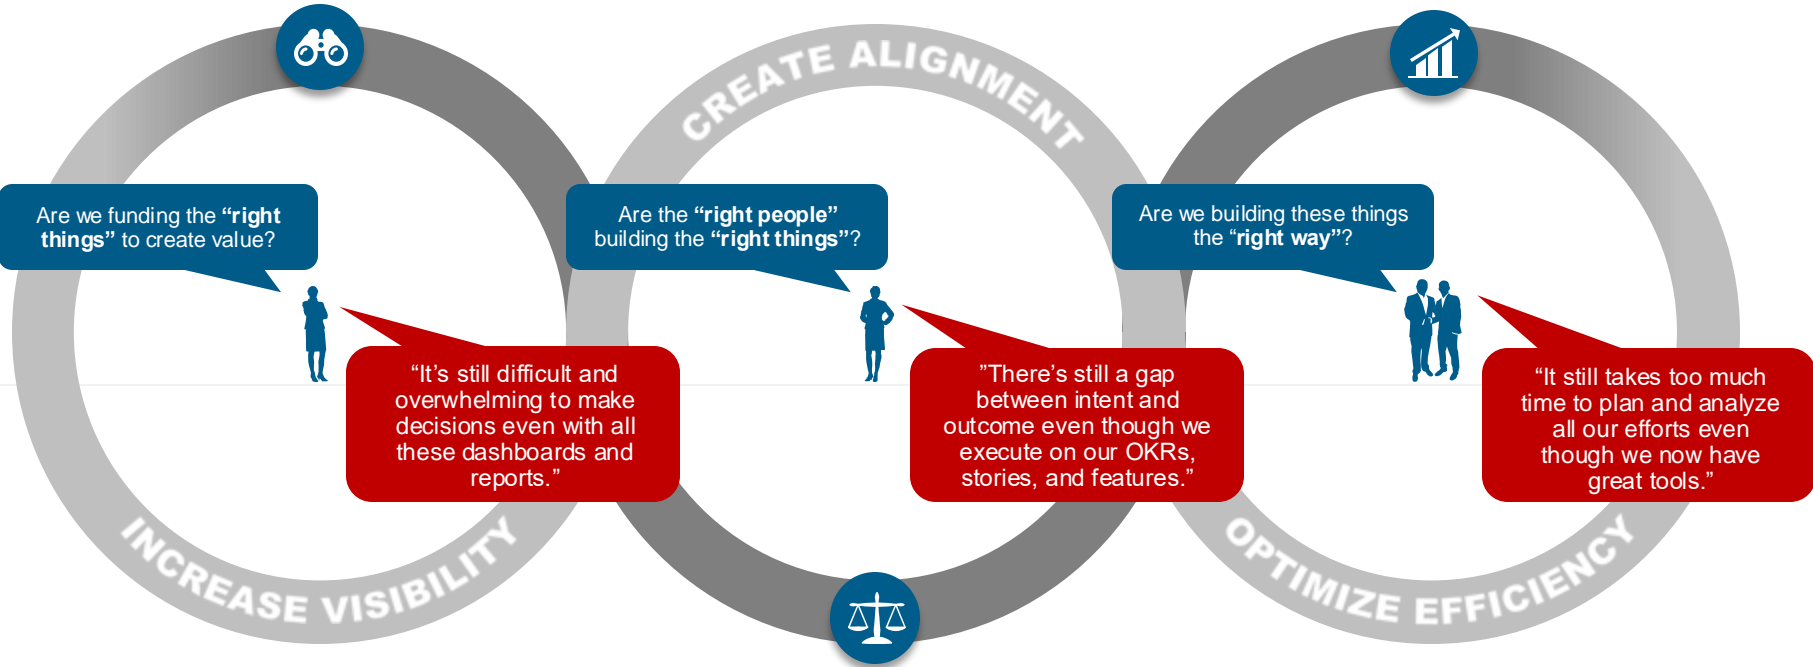 CREATE ALIGNMENT
Are we funding the “right
things” to create value?
Are the “right people”
building the “right things”?
Are we building these things
the “right way”?
“It’s still difficult and
overwhelming to make
decisions even with all
these dashboards and
reports.”
”There’s still a gap
between intent and
outcome even though we
execute on our OKRs,
stories, and features.”
“It still takes too much
time to plan and analyze
all our efforts even
though we now have
great tools.”
INCREASE VISIBILITY
OPTIMIZE EFFICIENCY